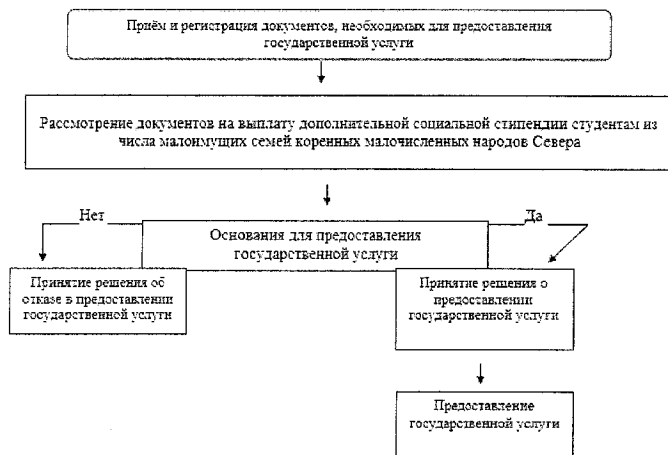 Приём и регистрация документов, необходимых для предоставления
государственной услуги
Рассмотрение документов на выплату дополнительной социальной стипендии студентам из
числа малоимущих семей коренных малочисленных народов Севера
Нет
Да
Основания для предоставления
государственной услуги
Принятие решения об
отказе в предоставлении
государственной услуги
Принятие решения о
предоставлении
государственной услуги
Предоставление
государственной услуги